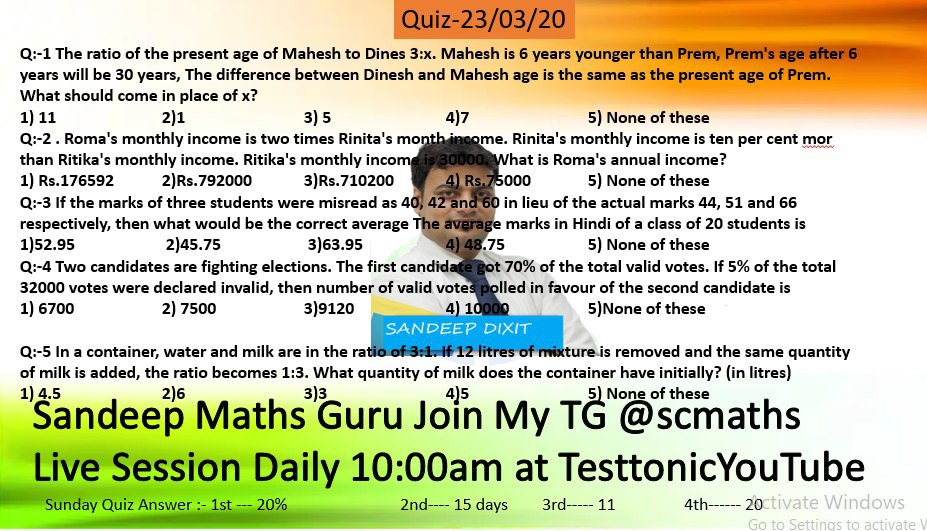 Quiz-23/03/20
Q:-1 The ratio of the present age of Mahesh to Dines 3:x. Mahesh is 6 years younger than Prem, Prem's age after 6
years will be 30 years, The difference between Dinesh and Mahesh age is the same as the present age of Prem.
What should come in place of x?
1) 11 2)1 3) 5 4)7 5) None of these
Q:-2 . Roma's monthly income is two times Rinita's month income. Rinita's monthly income is ten per cent mor
than Ritika's monthly income. Ritika's monthly income is 30000. What is Roma's annual income?
1) Rs.176592 2)Rs.792000 3)Rs.710200 4) Rs.75000 5) None of these
Q:-3 If the marks of three students were misread as 40, 42 and 60 in lieu of the actual marks 44, 51 and 66
respectively, then what would be the correct average The average marks in Hindi of a class of 20 students is
1)52.95 2)45.75 3)63.95 4) 48.75 5) None of these
Q:-4 Two candidates are fighting elections. The first candidate got 70% of the total valid votes. If 5% of the total
32000 votes were declared invalid, then number of valid votes polled in favour of the second candidate is
1) 6700 2) 7500 3)9120 4) 10000 5)None of these
SANDEEP DIXIT
Q:-5 In a container, water and milk are in the ratio of 3:1. If 12 litres of mixture is removed and the same quantity
of milk is added, the ratio becomes 1:3. What quantity of milk does the container have initially? (in litres)
1) 4.5 2)6 3)3 4)5 5) None of these
Sandeep Maths Guru Join My TG @scmaths
Live Session Daily 10:00am at TesttonicYouTube
Sunday Quiz Answer :- 1st --- 20% 2nd---- 15 days 3rd----- 11 4th------ 20
Activate Windows
Go to Settings to activate V